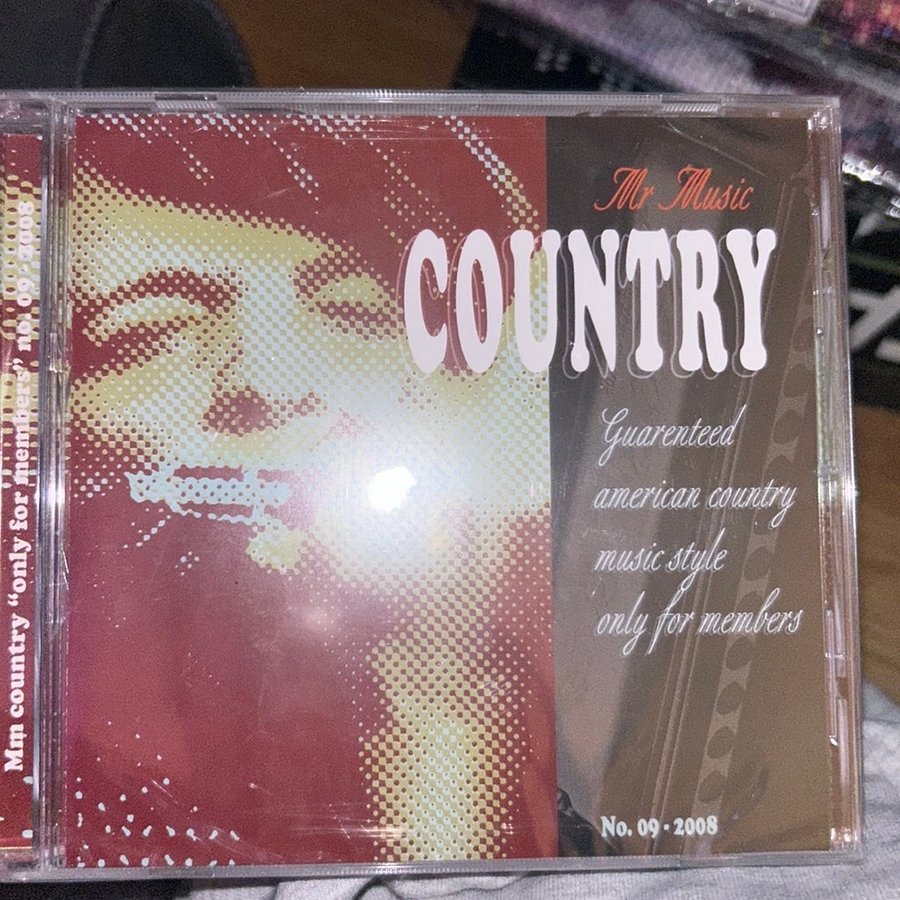 Mm country “only for members” no. 09-2008
Mr Music
COUNTRY
Guarenteed
american country
music style
only for members
No. 09 · 2008